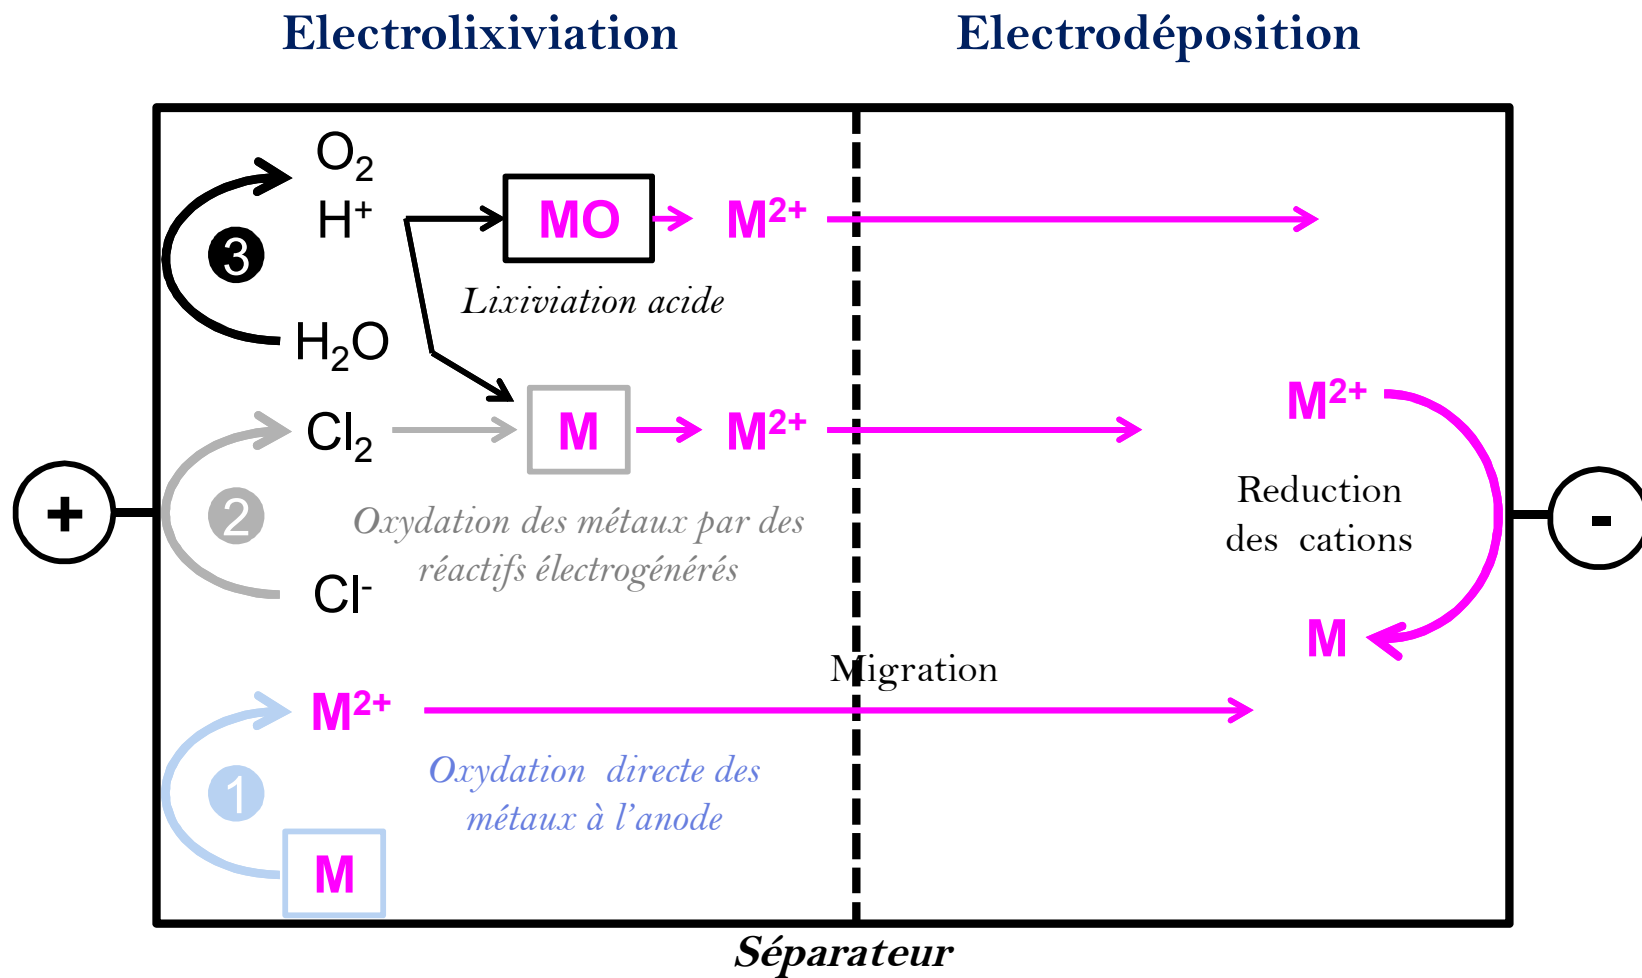 Electrolixiviation
Electrodéposition
O2
H+
MO
M2+
3
Lixiviation acide
H2O
Cl2
M
M2+
M2+
+
2
Oxydation des métaux par des
réactifs électrogénérés
Reduction
des cations
-
Cl-
M
Migration
M2+
1
Oxydation directe des
métaux à l'anode
M
Séparateur